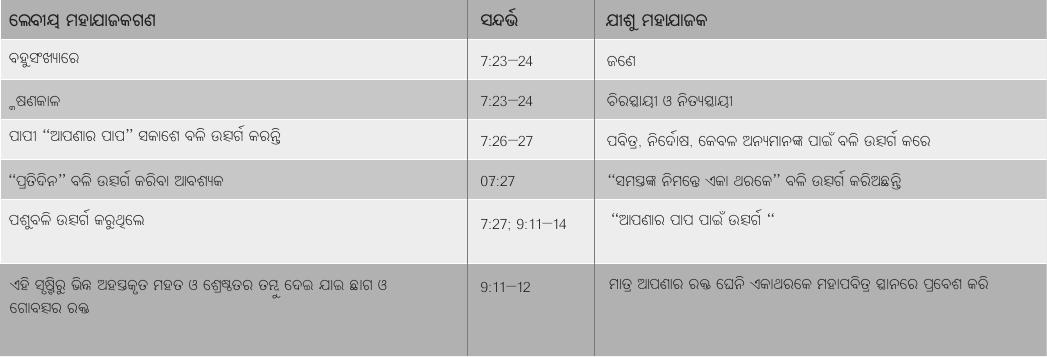 ଲେବୀୟ ମହାଯାଜକଗଣ ସନ୍ଦର୍ଭ ଯୀଶୁ ମହାଯାଜକ
ବହୁସଂଖ୍ୟାରେ 7:23—24 ଜଣେ
କ୍ଷଣକାଳ 7:23—24 ଚିରସ୍ଥାୟୀ ଓ ନିତ୍ୟସ୍ଥାୟୀ
ପାପୀ “ଆପଣାର ପାପ” ସକାଶେ ବଳି ଉତ୍ସର୍ଗ କରନ୍ତି 7:26—27 ପବିତ୍ର, ନିର୍ଦୋଷ, କେବଳ ଅନ୍ୟମାନଙ୍କ ପାଇଁ ବଳି ଉତ୍ସର୍ଗ କରେ
“ପ୍ରତିଦିନ” ବଳି ଉତ୍ସର୍ଗ କରିବା ଆବଶ୍ୟକ 07:27 “ସମସ୍ତଙ୍କ ନିମନ୍ତେ ଏକା ଥରକେ” ବଳି ଉତ୍ସର୍ଗ କରିଅଛନ୍ତି
ପଶୁବଳି ଉତ୍ସର୍ଗ କରୁଥିଲେ 7:27; 9:11—14 “ଆପଣାର ପାପ ପାଇଁ ଉତ୍ସର୍ଗ “
ଏହି ସୃଷ୍ଟିରୁ ଭିନ୍ନ ଅହସ୍ତକୃତ ମହତ ଓ ଶ୍ରେଷ୍ଠତର ତମ୍ବୁ ଦେଇ ଯାଇ ଛାଗ ଓ 9:11—12 ମାତ୍ର ଆପଣାର ରକ୍ତ ଘେନି ଏକାଥରକେ ମହାପବିତ୍ର ସ୍ଥାନରେ ପ୍ରବେଶ କରି
ଗୋବତ୍ସର ରକ୍ତ